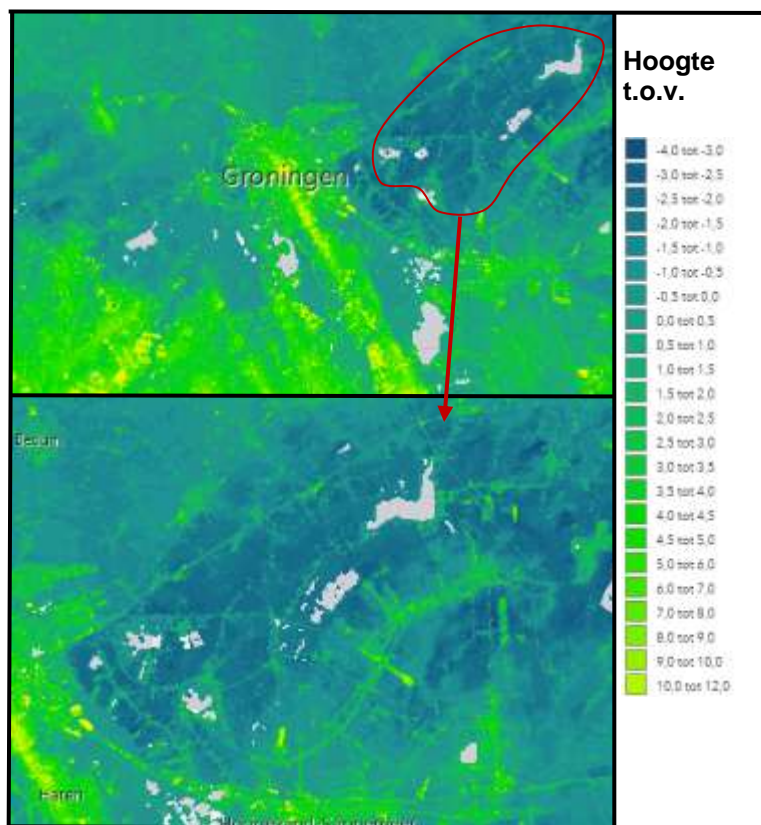 Groningen
Bedum
Haren
Hoogte
t.o.v.
-4,0 tot -3,0
-3,0 tot -2,5
-2,5 tot -2,0
-2,0 tot -1,5
-1,5 tot -1,0
-1,0 tot -0,5
-0,5 tot 0,0
0,0 tot 0,5
0,5 tot 1,0
1,0 tot 1,5
1,5 tot 2,0
2,0 tot 2,5
2,5 tot 3,0
3,0 tot 3,5
3,5 tot 4,0
4,0 tot 4,5
4,5 tot 5,0
5,0 tot 6,0
6,0 tot 7,0
7,0 tot 8,0
8,0 tot 9,0
9,0 tot 10,0
10,0 tot 12,0